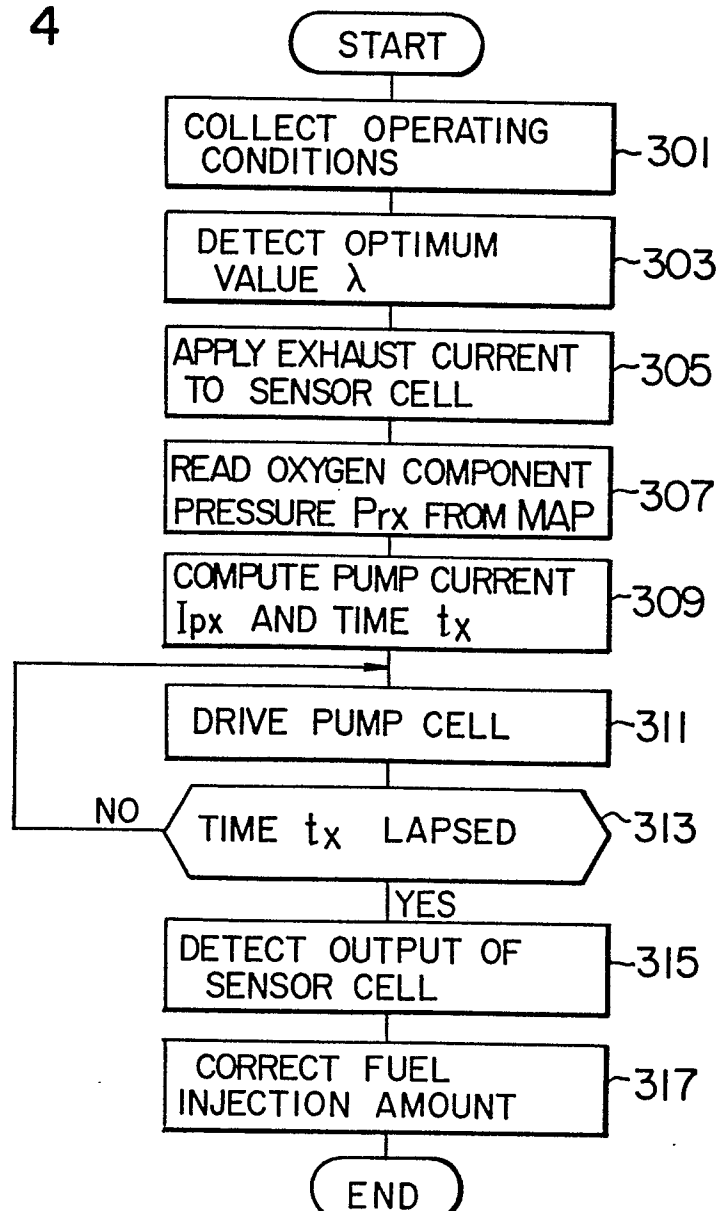 4
START
COLLECT OPERATING
CONDITIONS
301
DETECT OPTIMUM
VALUE λ
303
APPLY EXHAUST CURRENT
TO SENSOR CELL
305
READ OXYGEN COMPONENT
PRESSURE Prx FROM MAP
307
COMPUTE PUMP CURRENT
Ipx AND TIME tx
309
DRIVE PUMP CELL
311
NO
TIME tx LAPSED
313
YES
DETECT OUTPUT OF
SENSOR CELL
315
CORRECT FUEL
INJECTION AMOUNT
317
END